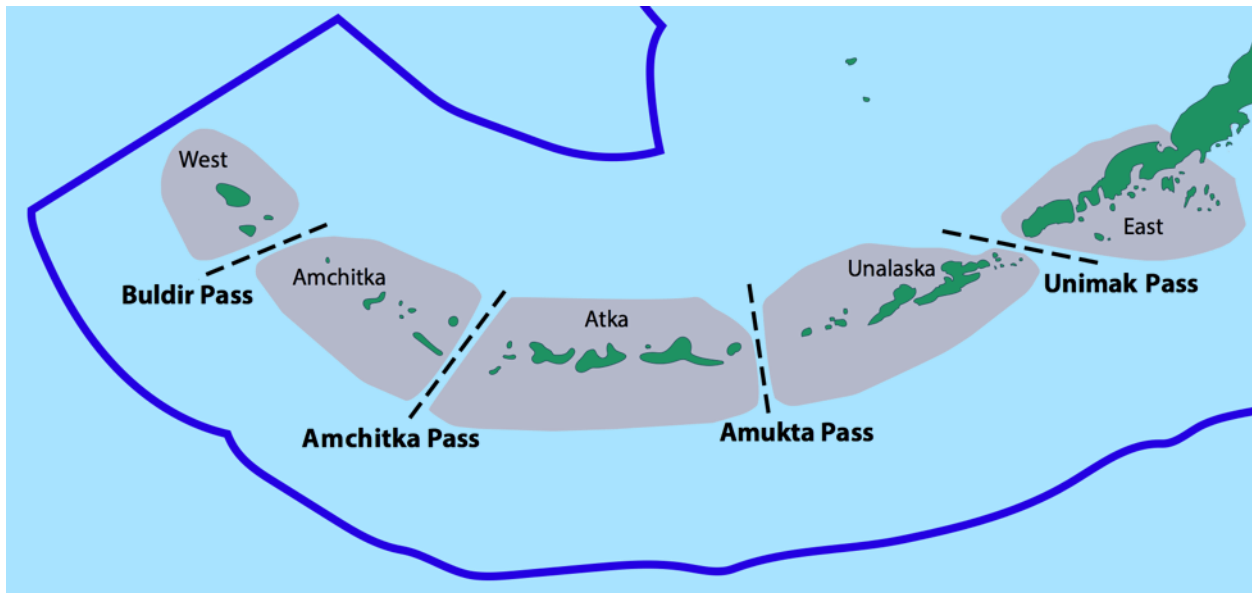 West
Buldir Pass
Amchitka
Amchitka Pass
Atka
Amukta Pass
Unalaska
Unimak Pass
East